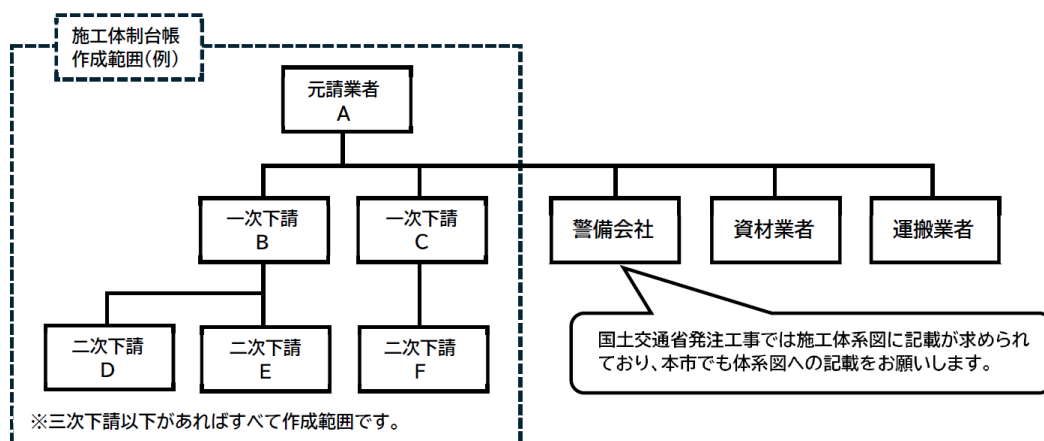 施工体制台帳
作成範囲(例)
元請業者
A
一次下請
B
一次下請
C
警備会社
資材業者
運搬業者
二次下請
D
二次下請
E
二次下請
F
国土交通省発注工事では施工体系図に記載が求められ
ており、本市でも体系図への記載をお願いします。
※三次下請以下があればすべて作成範囲です。